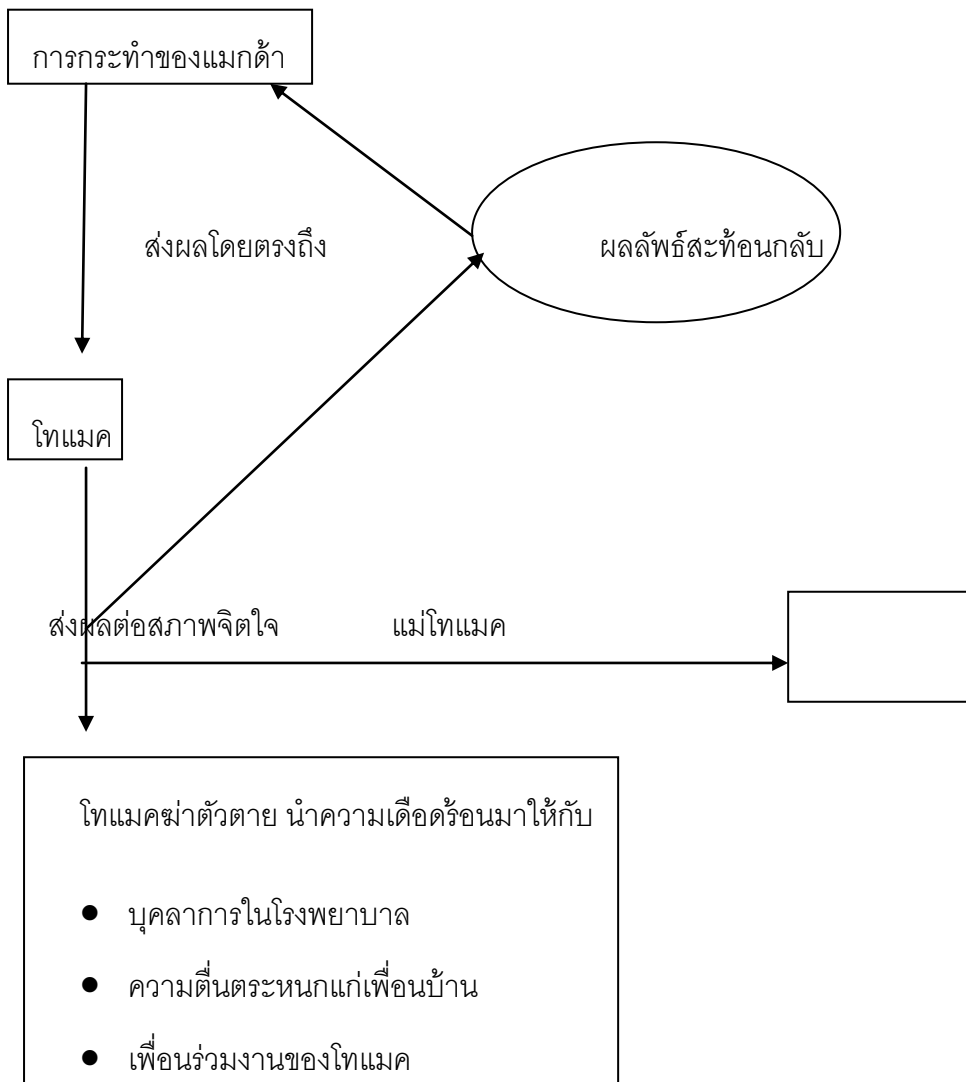 การกระทำของแมกด้า
ส่งผลโดยตรงถึง
ผลลัพธ์สะท้อนกลับ
โทแมค
ส่งผลต่อสภาพจิตใจ
แม่โทแมค
โทแมคฆ่าตัวตาย นำความเดือดร้อนมาให้กับ
● บุคลาการในโรงพยาบาล
● ความตื่นตระหนกแก่เพื่อนบ้าน
● เพื่อนร่วมงานของโทแมค